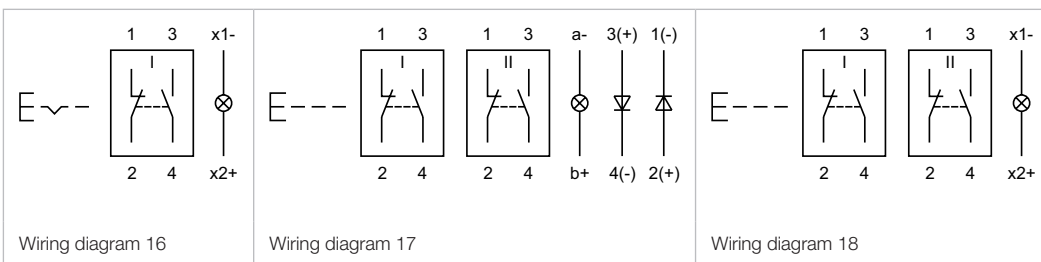 1 3 x1-
I
2 4 x2+
Wiring diagram 16
1 3 1 3 a- 3(+) 1(-)
I II
2 4 2 4 b+ 4(-) 2(+)
Wiring diagram 17
1 3 1 3 x1-
I II
2 4 2 4 x2+
Wiring diagram 18